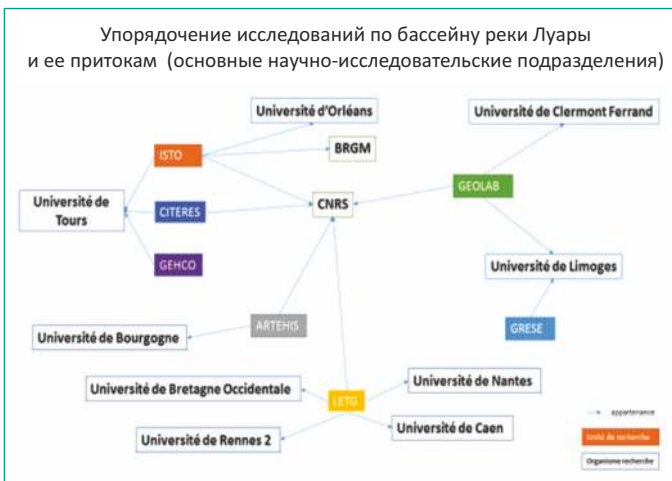 Упорядочение исследований по бассейну реки Луары
и ее притокам (основные научно-исследовательские подразделения)
Université d'Orléans
Université de Clermont Ferrand
ISTO
BRGM
GEOLAB
Université de
Tours
CITERES
CNRS
GEHCO
Université de Limoges
ARTEHIS
GRESE
Université de Bourgogne
Université de Bretagne Occidentale
Université de Nantes
LETG
Université de Caen
Université de Rennes 2
appartenance
Unité de recherche
Organisme recherche